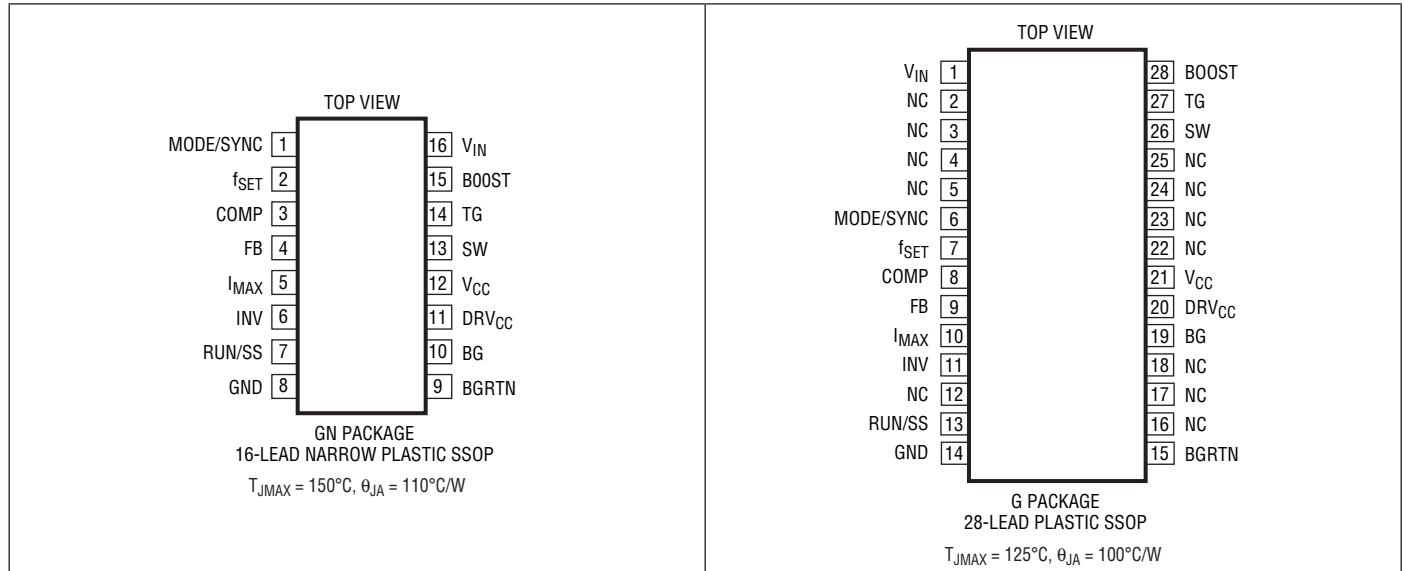 TOP VIEW
MODE/SYNC 1
fSET 2
COMP 3
FB 4
IMAX 5
INV 6
RUN/SS 7
GND 8
16 VIN
15 B00ST
14 TG
13 SW
12 VCC
11 DRVCC
10 BG
9 BGRTN
GN PACKAGE
16-LEAD NARROW PLASTIC SSOP
TJMAX = 150°C, θJA = 110°C/W
TOP VIEW
VIN 1
NC 2
NC 3
NC 4
NC 5
MODE/SYNC 6
fSET 7
COMP 8
FB 9
IMAX 10
INV 11
NC 12
RUN/SS 13
GND 14
28 BOOST
27 TG
26 SW
25 NC
24 NC
23 NC
22 NC
21 VCC
20 DRVCC
19 BG
18 NC
17 NC
16 NC
15 BGRTN
G PACKAGE
28-LEAD PLASTIC SSOP
TJMAX = 125°C, θJA = 100°C/W